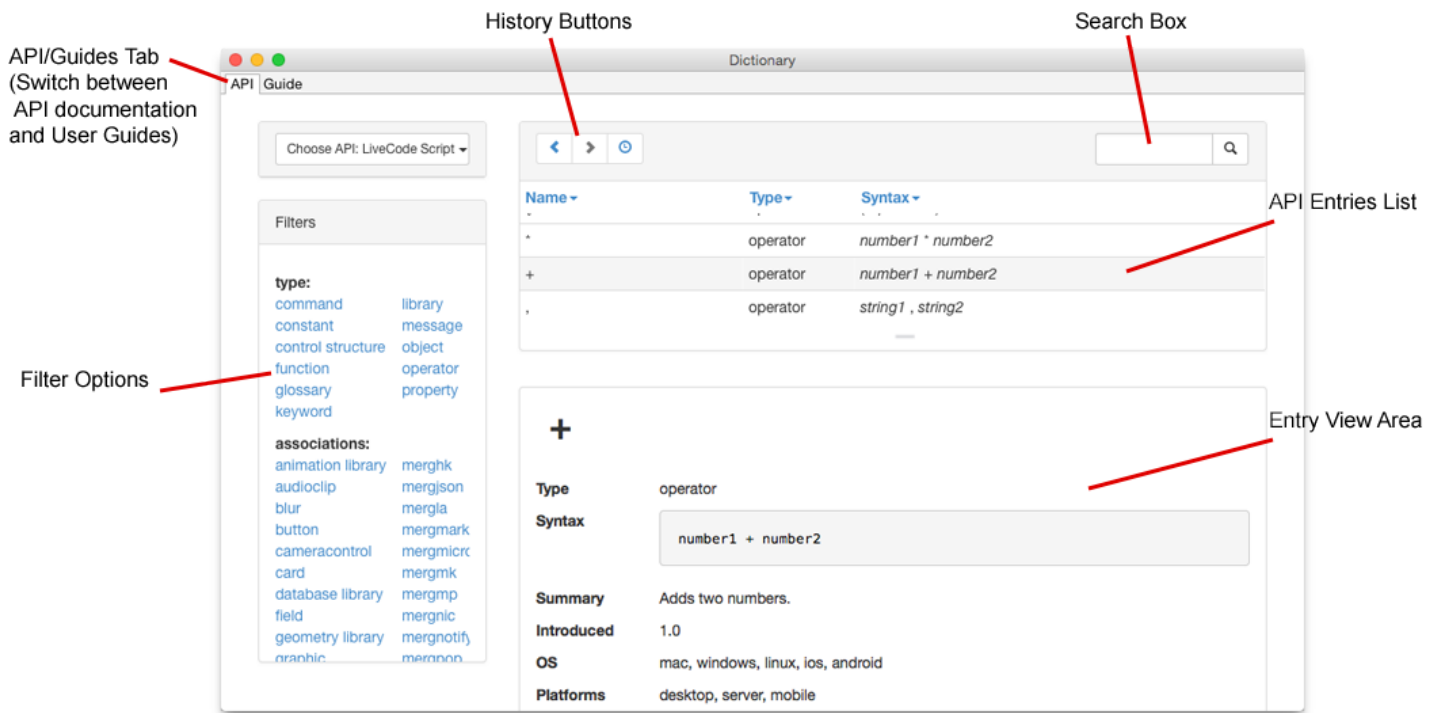 History Buttons
Search Box
API/Guides Tab
(Switch between
API documentation
and User Guides)
Dictionary
API Guide
Choose API: LiveCode Script
Filters
type:
command library
constant message
control structure object
function operator
glossary property
keyword
associations:
animation library merghk
audioclip mergjson
blur mergla
button mergmark
cameracontrol mergmicro
card mergmk
database library mergmp
field mergnic
geometry library mergnotify
graphic mergpop
Filter Options
Name Type Syntax
* operator number1 * number2
+ operator number1 + number2
, operator string1 , string2
API Entries List
+
Type operator
Syntax number1 + number2
Summary Adds two numbers.
Introduced 1.0
OS mac, windows, linux, ios, android
Platforms desktop, server, mobile
Entry View Area